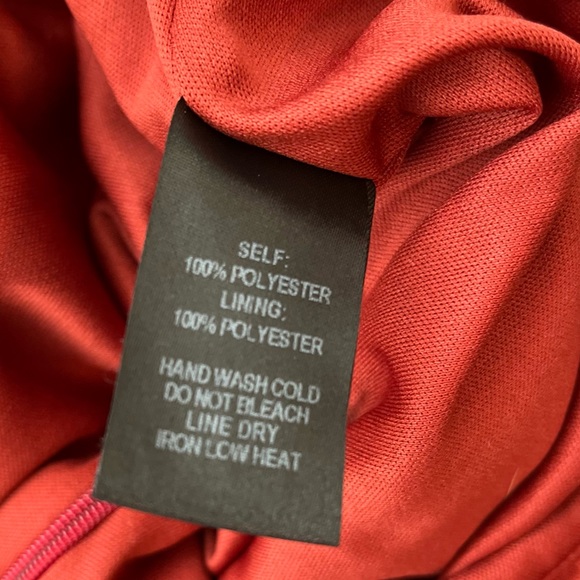 SELF:
100% POLYESTER
LINING:
100% POLYESTER
HAND WASH COLD
DO NOT BLEACH
LINE DRY
IRON LOW HEAT